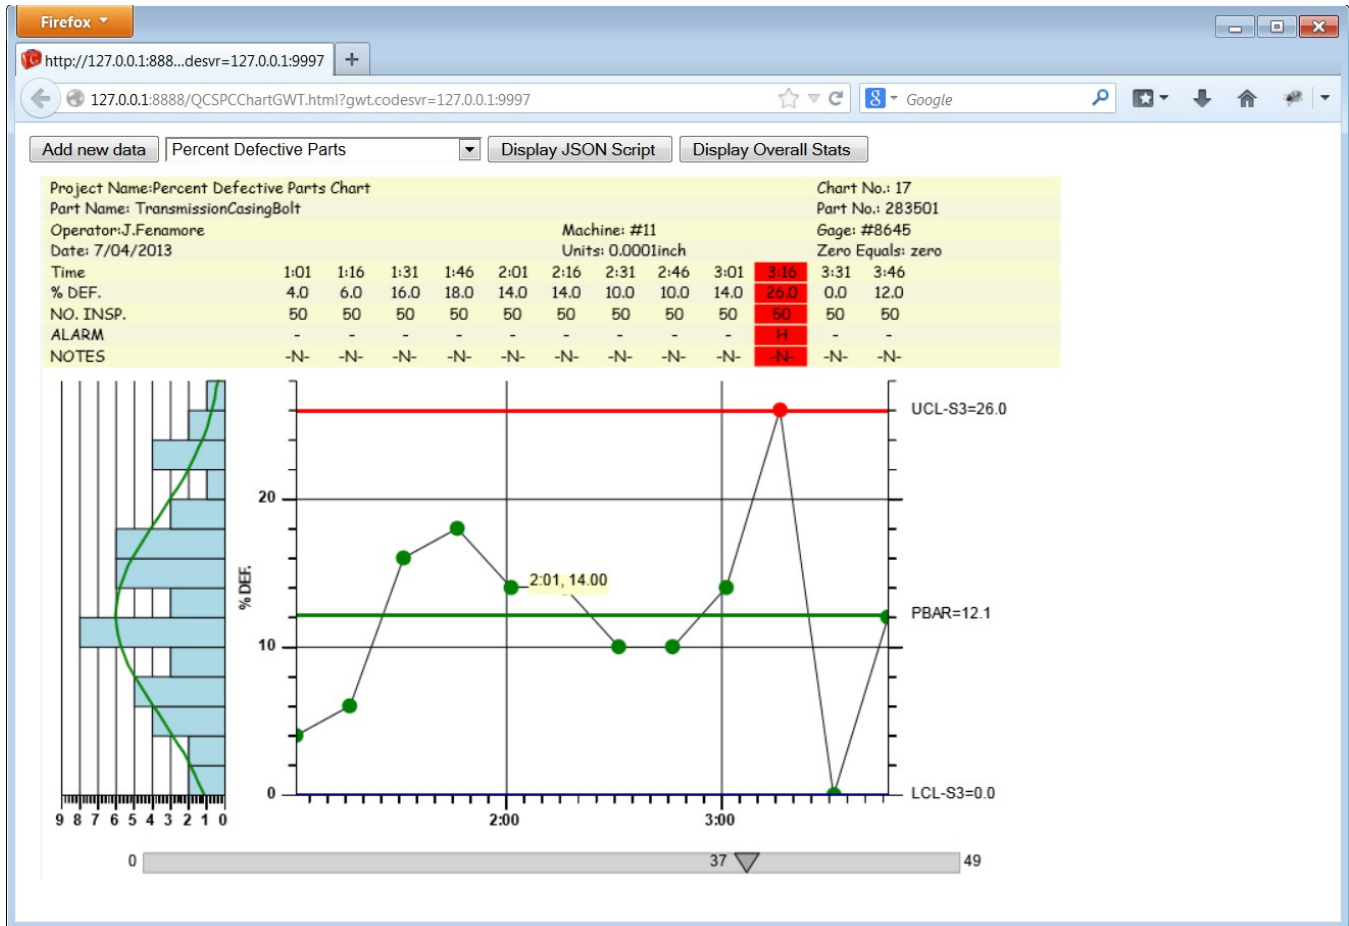 Firefox
http://127.0.0.1:888...desvr=127.0.0.1:9997
127.0.0.1:8888/QCSPCChartGWT.html?gwt.codesvr=127.0.0.1:9997
8 Google
Add new data Percent Defective Parts Display JSON Script Display Overall Stats
Project Name:Percent Defective Parts Chart Chart No.: 17
Part Name: TransmissionCasingBolt Part No.: 283501
Operator:J.Fenamore Machine: #11 Gage: #8645
Date: 7/04/2013 Units: 0.0001inch Zero Equals: zero
Time 1:01 1:16 1:31 1:46 2:01 2:16 2:31 2:46 3:01 3:16 3:31 3:46
% DEF. 4.0 6.0 16.0 18.0 14.0 14.0 10.0 10.0 14.0 26.0 0.0 12.0
NO. INSP. 50 50 50 50 50 50 50 50 50 50 50 50
ALARM - - - - - - - - - H - -
NOTES -N- -N- -N- -N- -N- -N- -N- -N- -N- -N- -N- -N-
UCL-S3=26.0
20
% DEF.
2:01, 14.00
PBAR=12.1
10
0
LCL-S3=0.0
9 8 7 6 5 4 3 2 1 0
2:00 3:00
0 37 49